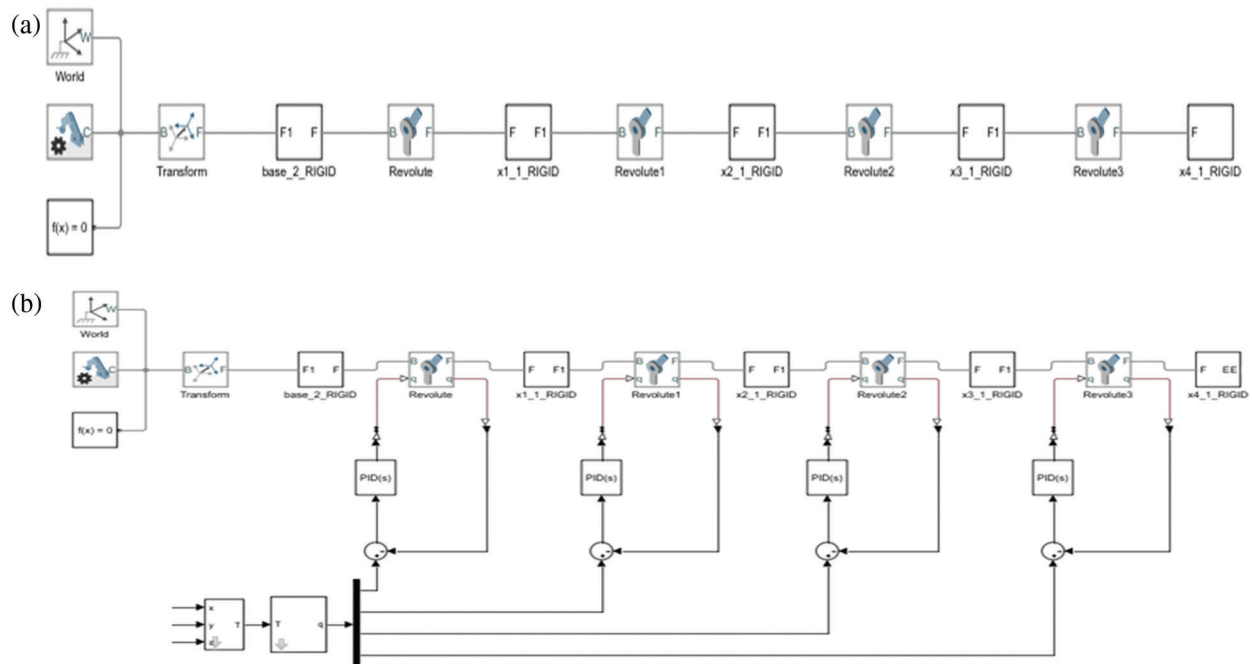 (a)
W
World
C
B F
Transform
F1 F
base_2_RIGID
B F
Revolute
F F1
x1_1_RIGID
B F
Revolute1
F F1
x2_1_RIGID
B F
Revolute2
F F1
x3_1_RIGID
B F
Revolute3
F
x4_1_RIGID
f(x) = 0
(b)
W
World
C
B F
Transform
F1 F
base_2_RIGID
B F
q q
Revolute
F F1
x1_1_RIGID
B F
q q
Revolute1
F F1
x2_1_RIGID
B F
q q
Revolute2
F F1
x3_1_RIGID
B F
q q
Revolute3
F EE
x4_1_RIGID
f(x) = 0
PID(s)
PID(s)
PID(s)
PID(s)
x
y T
z
T q